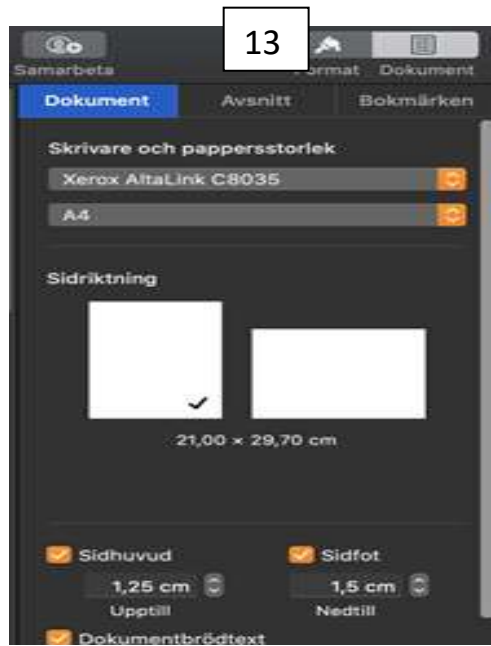 13
Samarbeta Format Dokument
Dokument Avsnitt Bokmärken
Skrivare och pappersstorlek
Xerox AltaLink C8035
A4
Sidriktning
21,00 × 29,70 cm
Sidhuvud Sidfot
1,25 cm 1,5 cm
Upptill Nedtill
Dokumentbrödtext